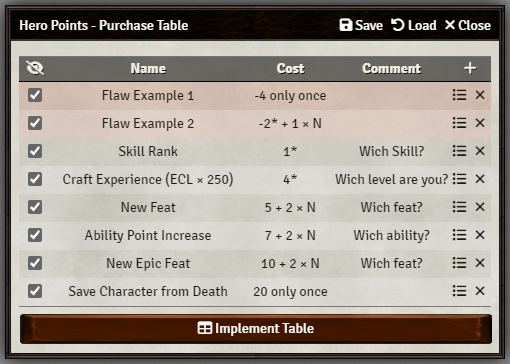 Hero Points - Purchase Table Save Load Close
Name Cost Comment
Flaw Example 1 -4 only once
Flaw Example 2 -2* + 1 × N
Skill Rank 1* Wich Skill?
Craft Experience (ECL × 250) 4* Wich level are you?
New Feat 5 + 2 × N Wich feat?
Ability Point Increase 7 + 2 × N Wich ability?
New Epic Feat 10 + 2 × N Wich feat?
Save Character from Death 20 only once
Implement Table